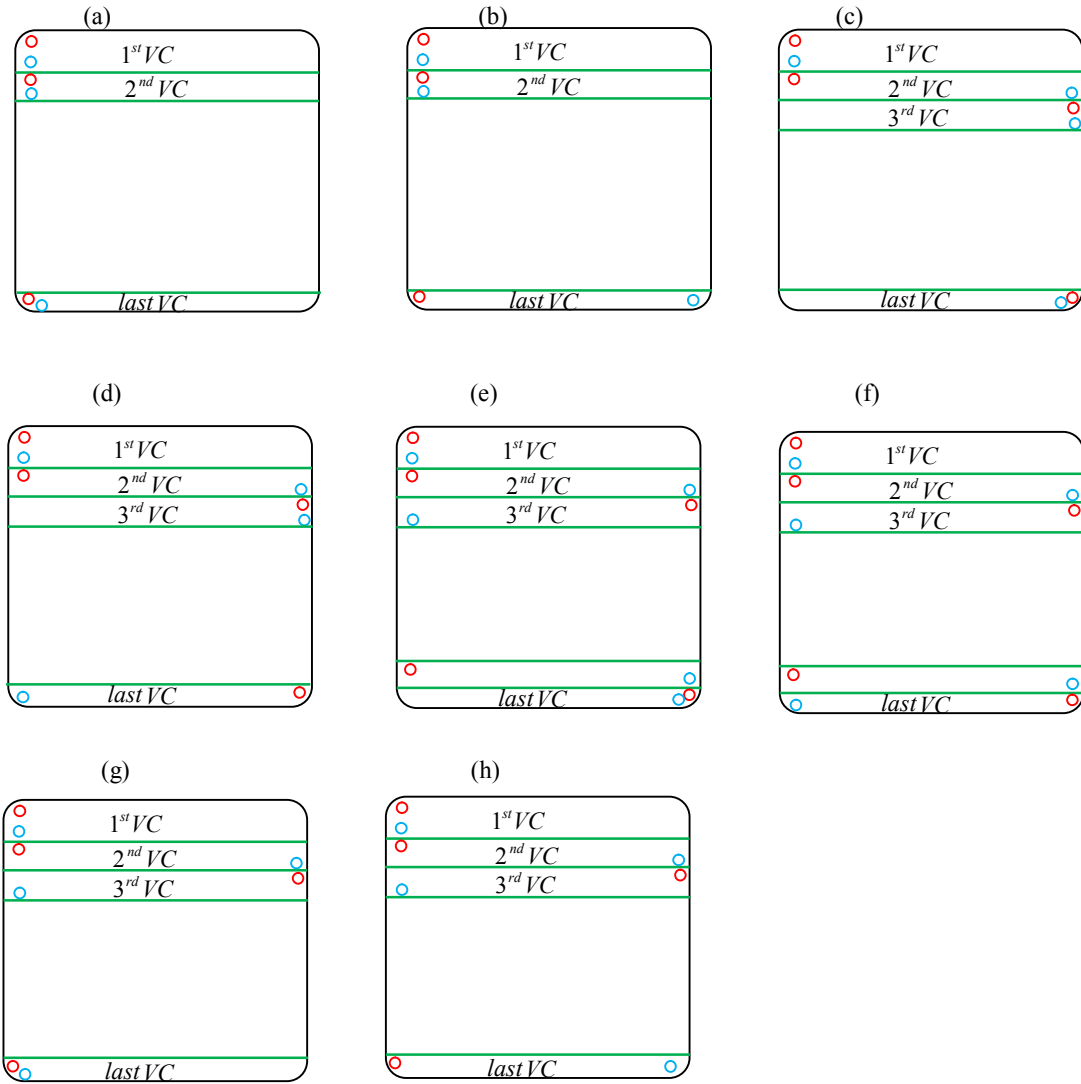 (a) (b) (c)
1st VC 1st VC 1st VC
2nd VC 2nd VC 2nd VC
3rd VC
last VC last VC last VC
(d) (e) (f)
1st VC 1st VC 1st VC
2nd VC 2nd VC 2nd VC
3rd VC 3rd VC 3rd VC
last VC last VC last VC
(g) (h)
1st VC 1st VC
2nd VC 2nd VC
3rd VC 3rd VC
last VC last VC